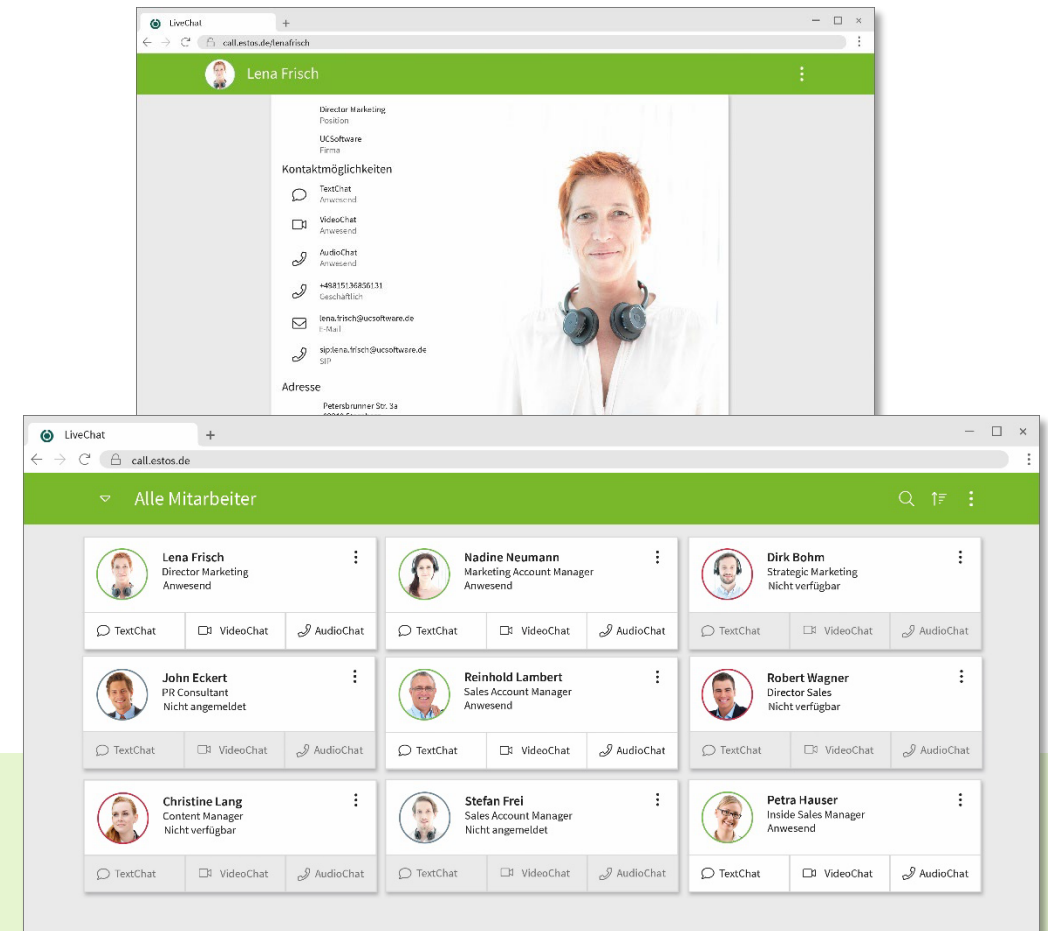 LiveChat
call.estos.de/lenafrisch
Lena Frisch
Director Marketing
Position
UCSoftware
Firma
Kontaktmöglichkeiten
TextChat
Anwesend
VideoChat
Anwesend
AudioChat
Anwesend
+49815136856131
Geschäftlich
lena.frisch@ucsoftware.de
E-Mail
sip:lena.frisch@ucsoftware.de
SIP
Adresse
Petersbrunner Str. 3a
LiveChat
call.estos.de
Alle Mitarbeiter
Lena Frisch
Director Marketing
Anwesend
TextChat VideoChat AudioChat
Nadine Neumann
Marketing Account Manager
Anwesend
TextChat VideoChat AudioChat
Dirk Bohm
Strategic Marketing
Nicht verfügbar
TextChat VideoChat AudioChat
John Eckert
PR Consultant
Nicht angemeldet
TextChat VideoChat AudioChat
Reinhold Lambert
Sales Account Manager
Anwesend
TextChat VideoChat AudioChat
Robert Wagner
Director Sales
Nicht verfügbar
TextChat VideoChat AudioChat
Christine Lang
Content Manager
Nicht verfügbar
TextChat VideoChat AudioChat
Stefan Frei
Sales Account Manager
Nicht angemeldet
TextChat VideoChat AudioChat
Petra Hauser
Inside Sales Manager
Anwesend
TextChat VideoChat AudioChat